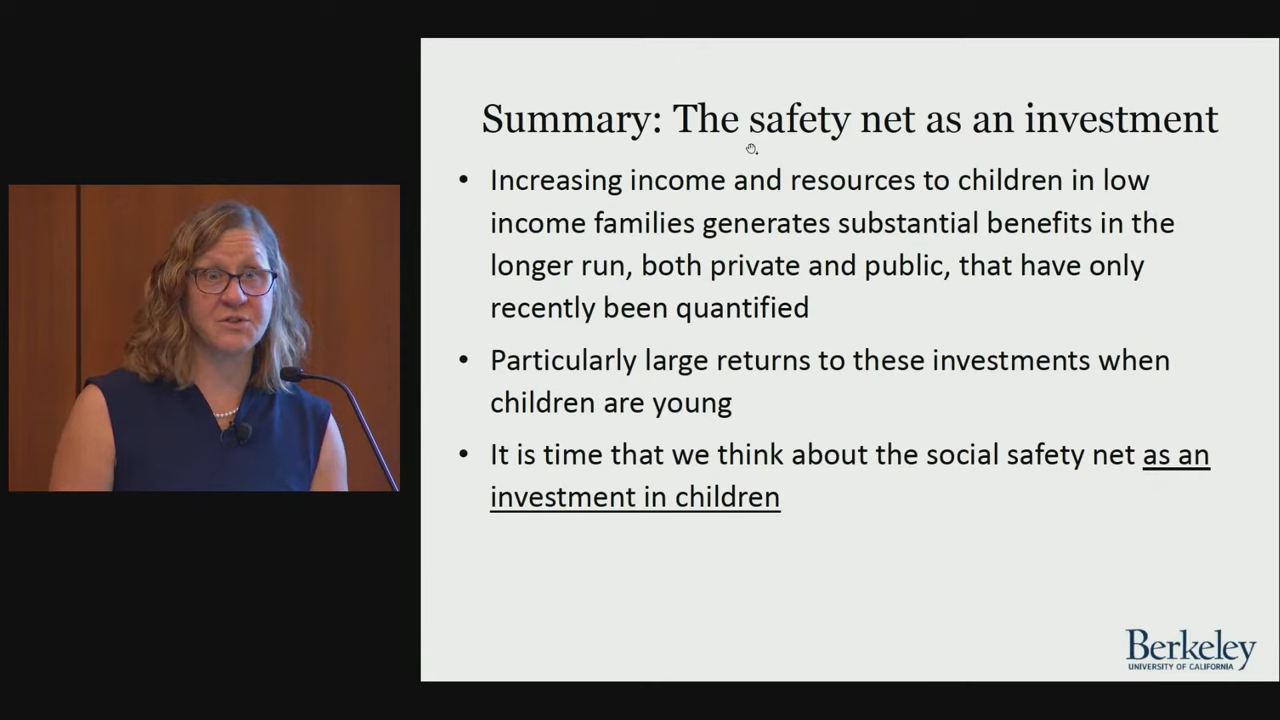 Summary: The safety net as an investment
• Increasing income and resources to children in low
income families generates substantial benefits in the
longer run, both private and public, that have only
recently been quantified
• Particularly large returns to these investments when
children are young
• It is time that we think about the social safety net as an
investment in children
Berkeley
UNIVERSITY OF CALIFORNIA